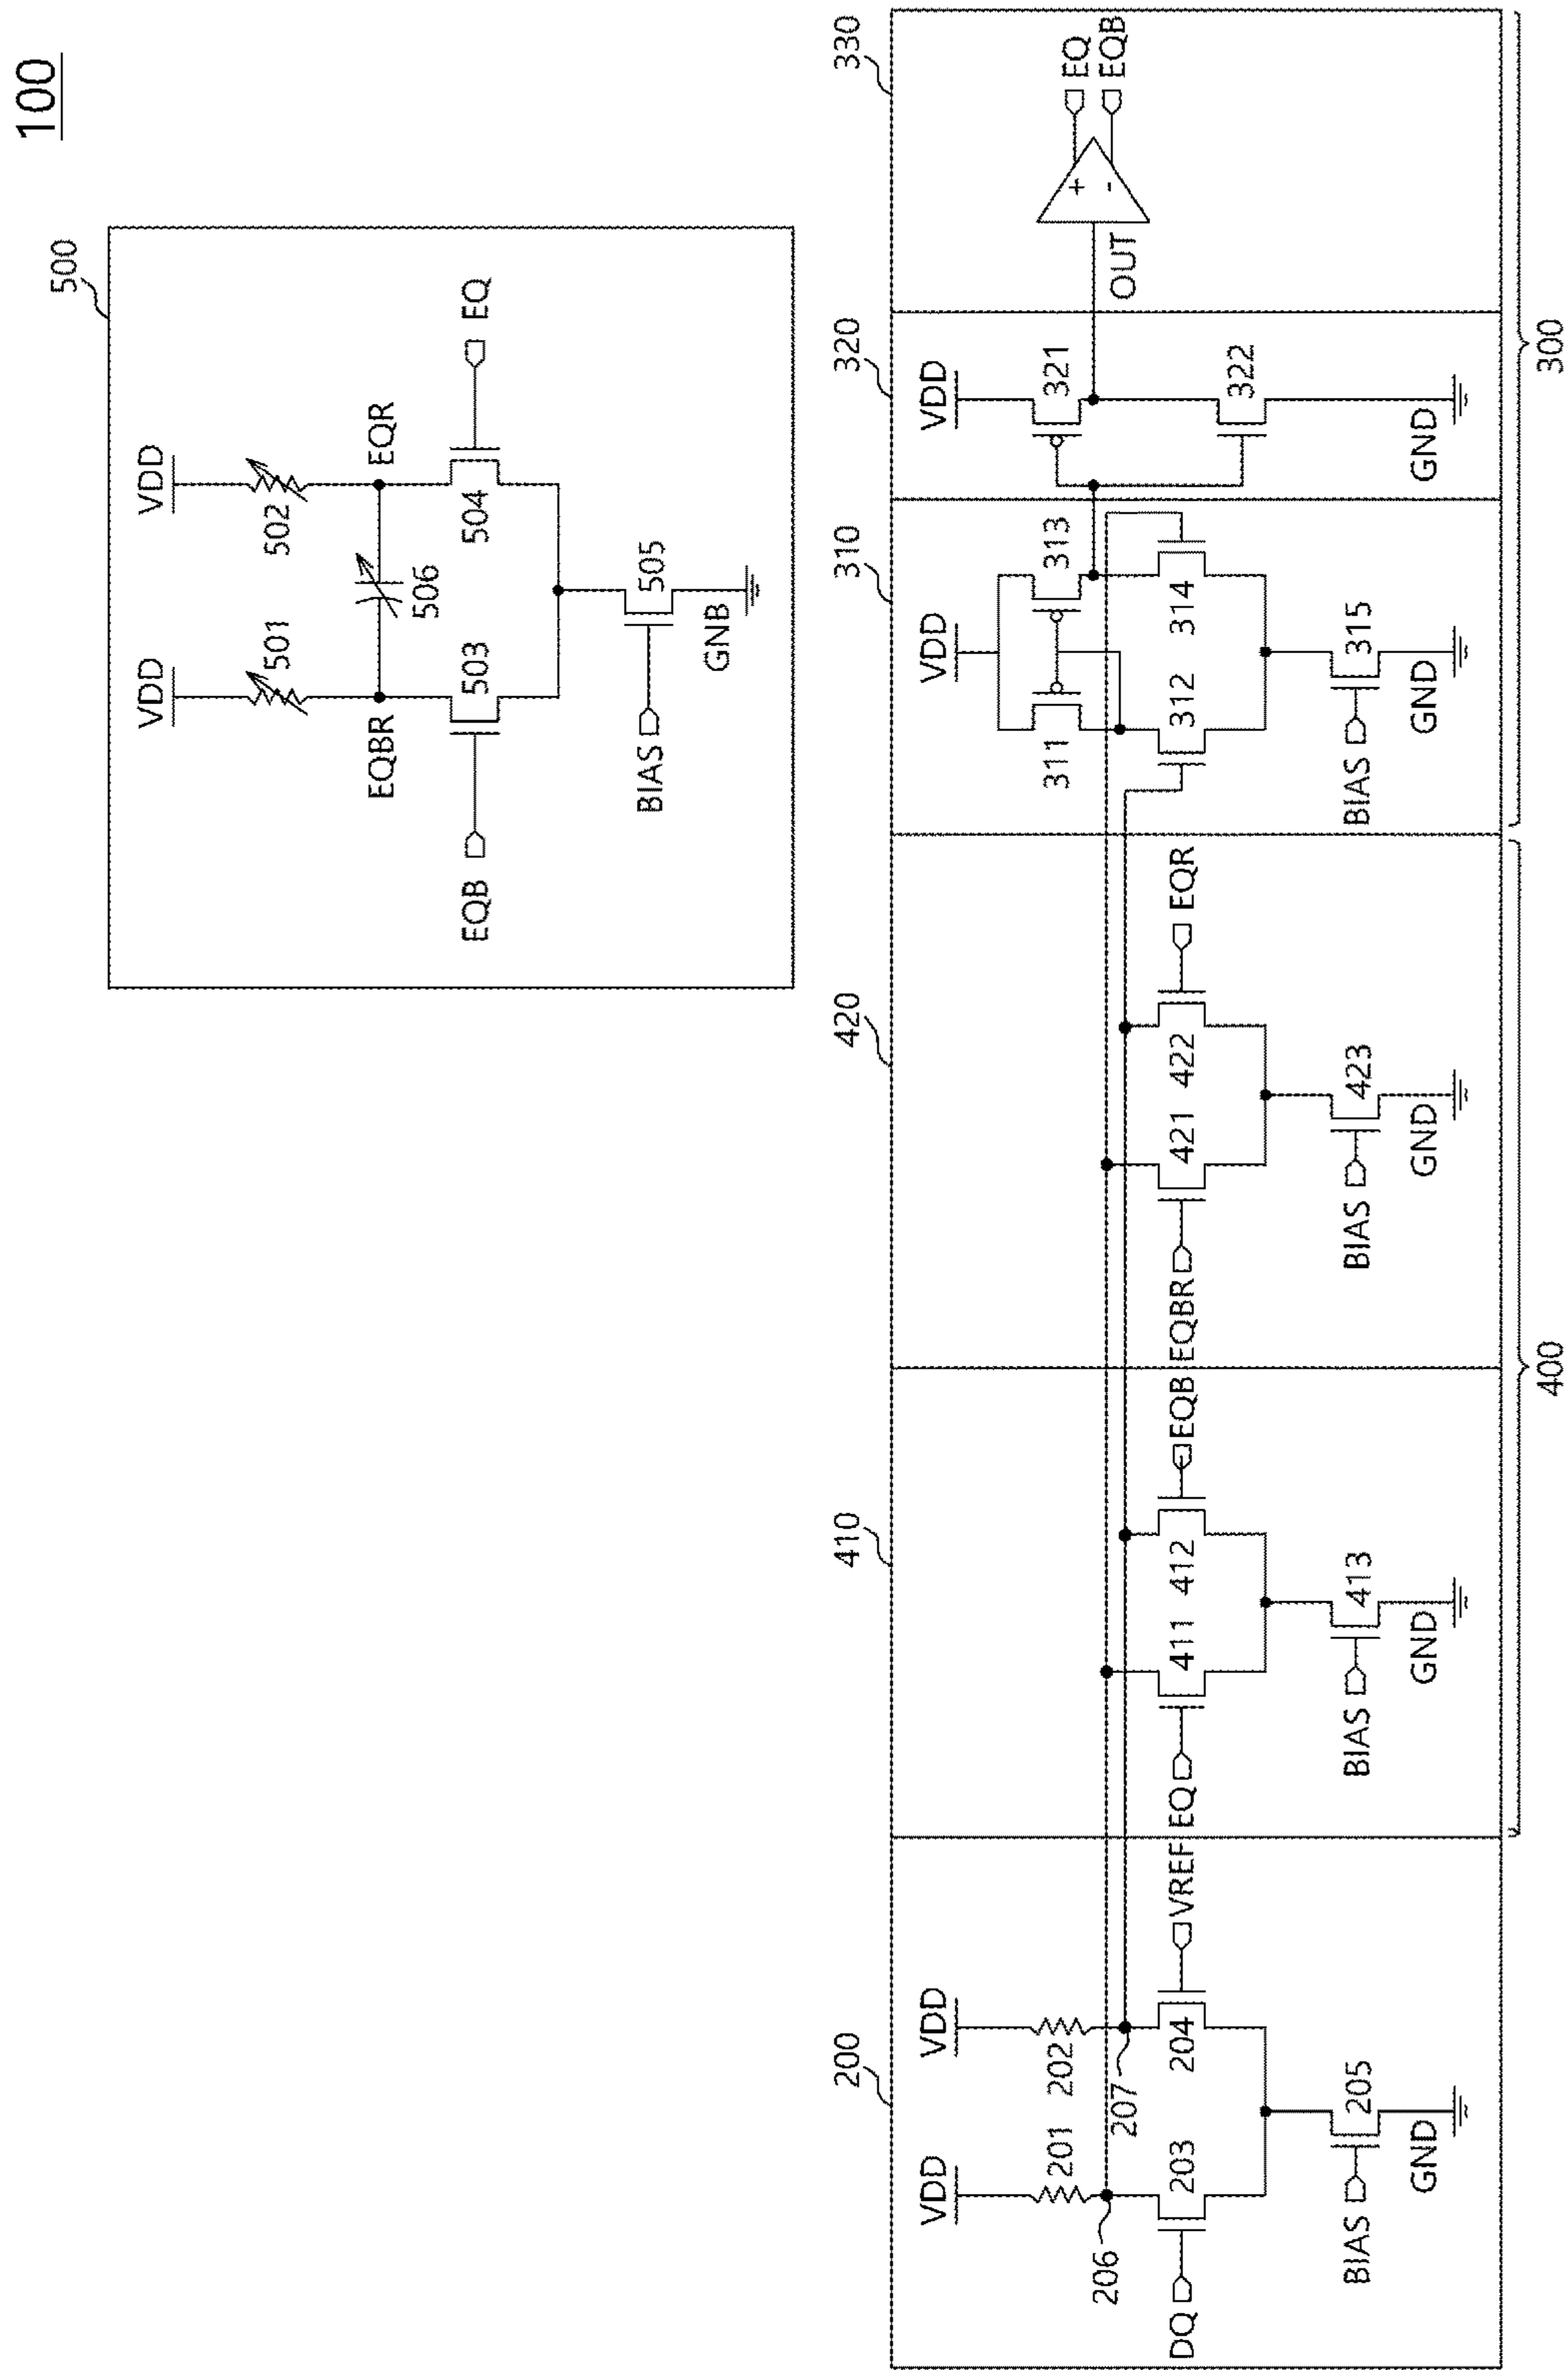 100
500
VDD
VDD
501
502
506
EQBR
EQR
EQB
503
504
EQ
BIAS
505
GNB
200
410
420
310
320
330
VDD
VDD
201
202
206
207
DQ
203
204
VREF
BIAS
205
GND
EQ
411
412
EQB
BIAS
413
GND
EQBR
421
422
EQR
BIAS
423
GND
VDD
311
313
312
314
BIAS
315
GND
VDD
321
322
GND
OUT
+
-
EQ
EQB
400
300